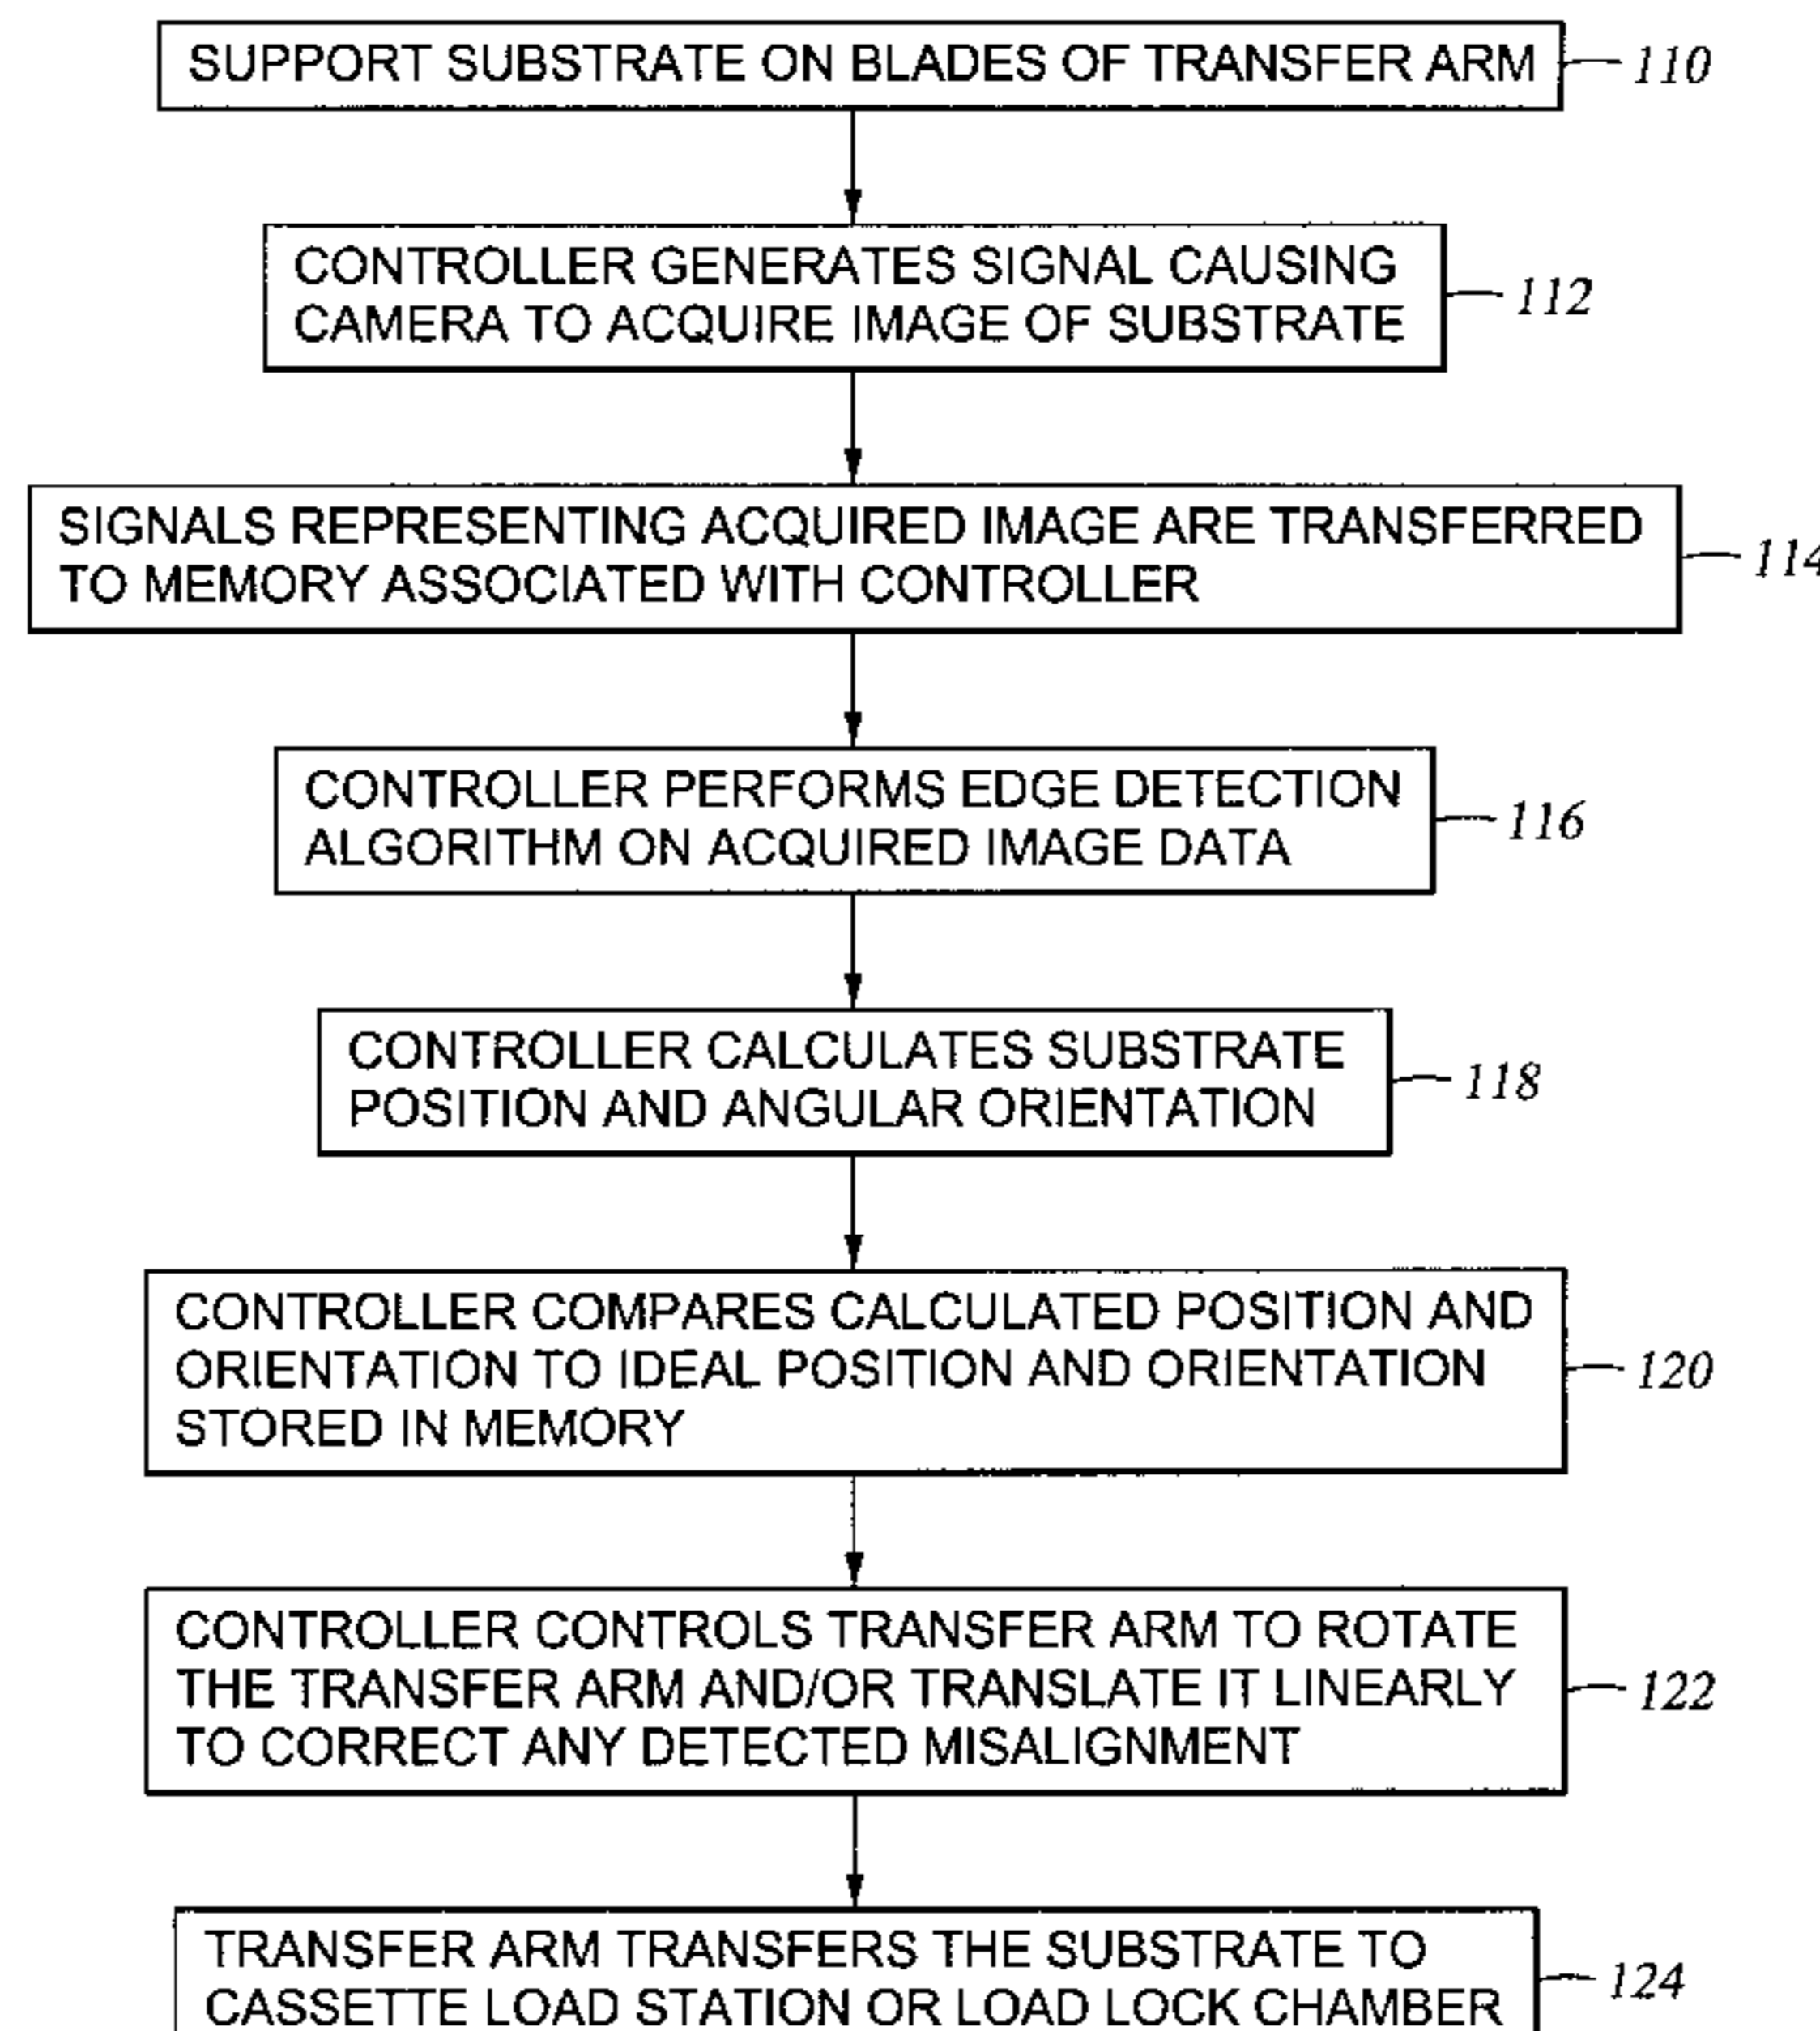 SUPPORT SUBSTRATE ON BLADES OF TRANSFER ARM
110
CONTROLLER GENERATES SIGNAL CAUSING
CAMERA TO ACQUIRE IMAGE OF SUBSTRATE
112
SIGNALS REPRESENTING ACQUIRED IMAGE ARE TRANSFERRED
TO MEMORY ASSOCIATED WITH CONTROLLER
114
CONTROLLER PERFORMS EDGE DETECTION
ALGORITHM ON ACQUIRED IMAGE DATA
116
CONTROLLER CALCULATES SUBSTRATE
POSITION AND ANGULAR ORIENTATION
118
CONTROLLER COMPARES CALCULATED POSITION AND
ORIENTATION TO IDEAL POSITION AND ORIENTATION
STORED IN MEMORY
120
CONTROLLER CONTROLS TRANSFER ARM TO ROTATE
THE TRANSFER ARM AND/OR TRANSLATE IT LINEARLY
TO CORRECT ANY DETECTED MISALIGNMENT
122
TRANSFER ARM TRANSFERS THE SUBSTRATE TO
CASSETTE LOAD STATION OR LOAD LOCK CHAMBER
124